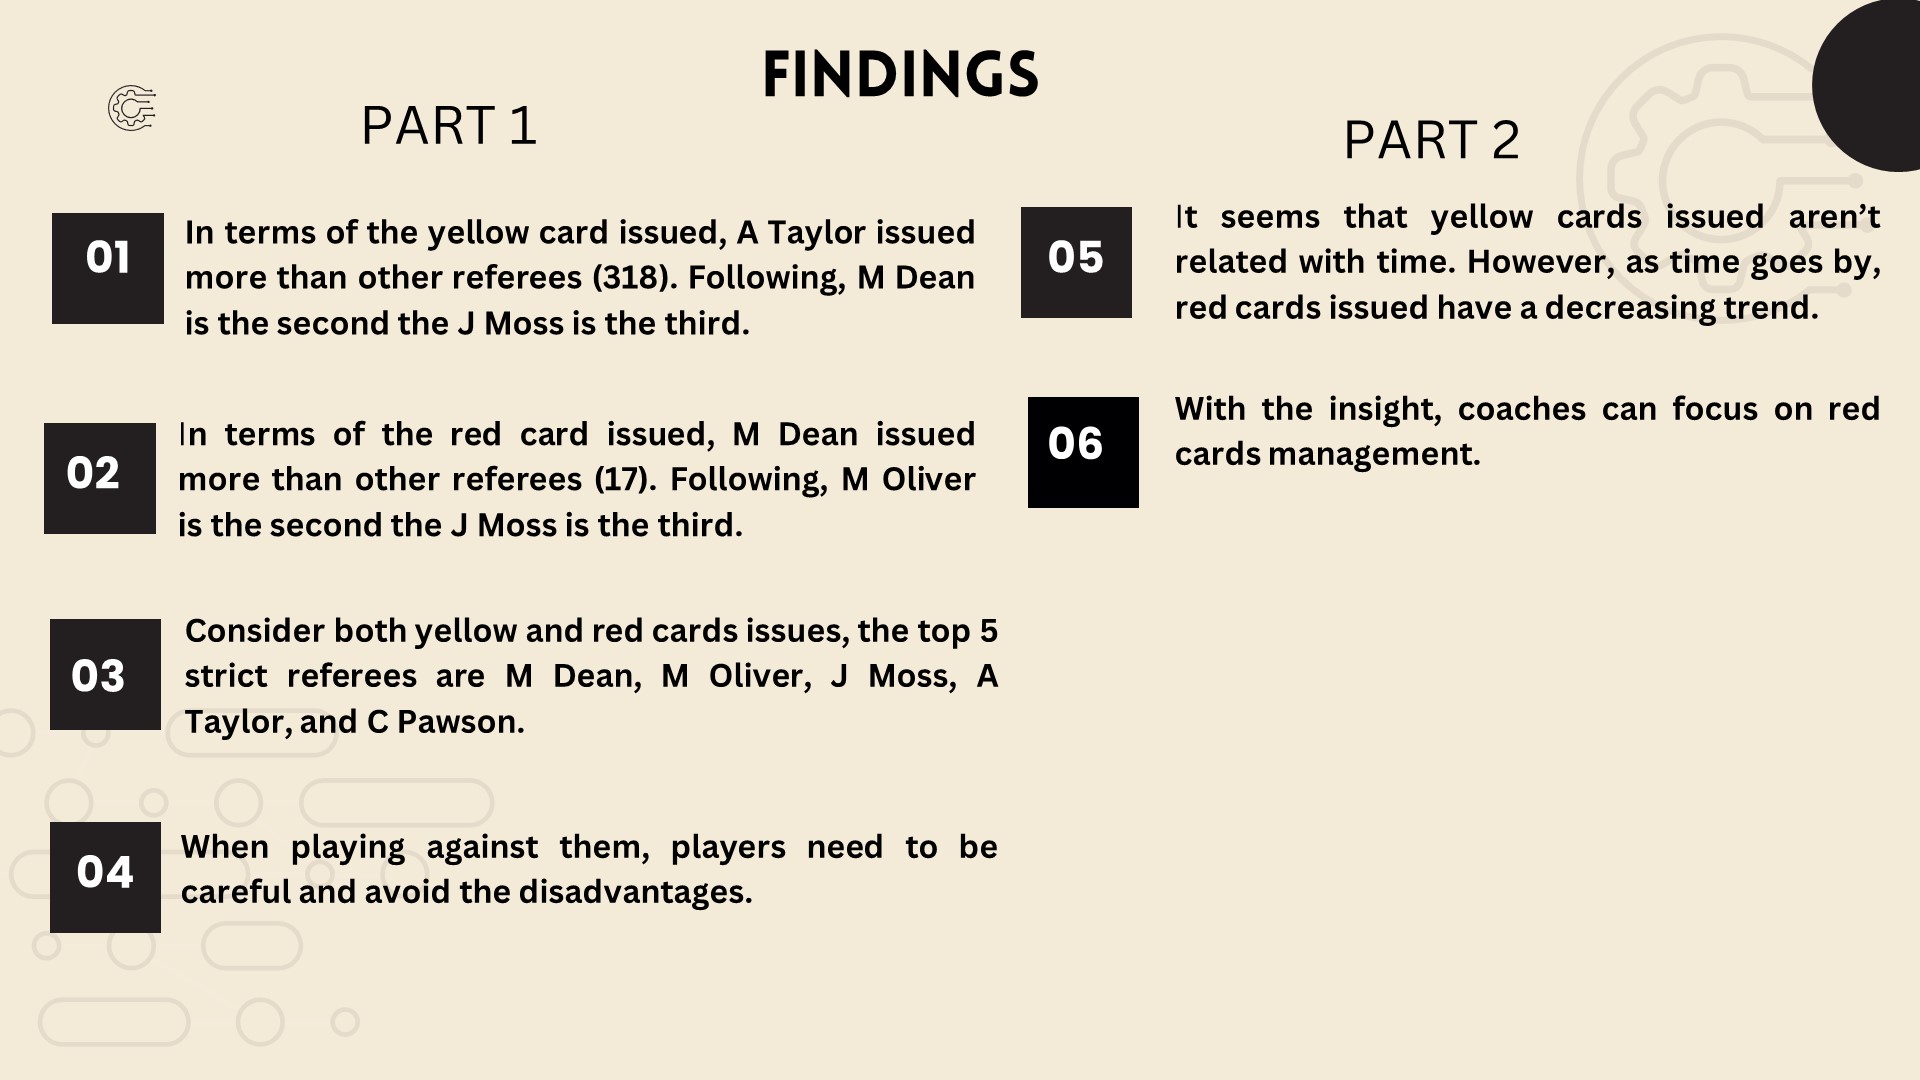 FINDINGS
PART 1
01
In terms of the yellow card issued, A Taylor issued
more than other referees (318). Following, M Dean
is the second the J Moss is the third.
02
In terms of the red card issued, M Dean issued
more than other referees (17). Following, M Oliver
is the second the J Moss is the third.
03
Consider both yellow and red cards issues, the top 5
strict referees are M Dean, M Oliver, J Moss, A
Taylor, and C Pawson.
04
When playing against them, players need to be
careful and avoid the disadvantages.
PART 2
05
It seems that yellow cards issued aren’t
related with time. However, as time goes by,
red cards issued have a decreasing trend.
06
With the insight, coaches can focus on red
cards management.